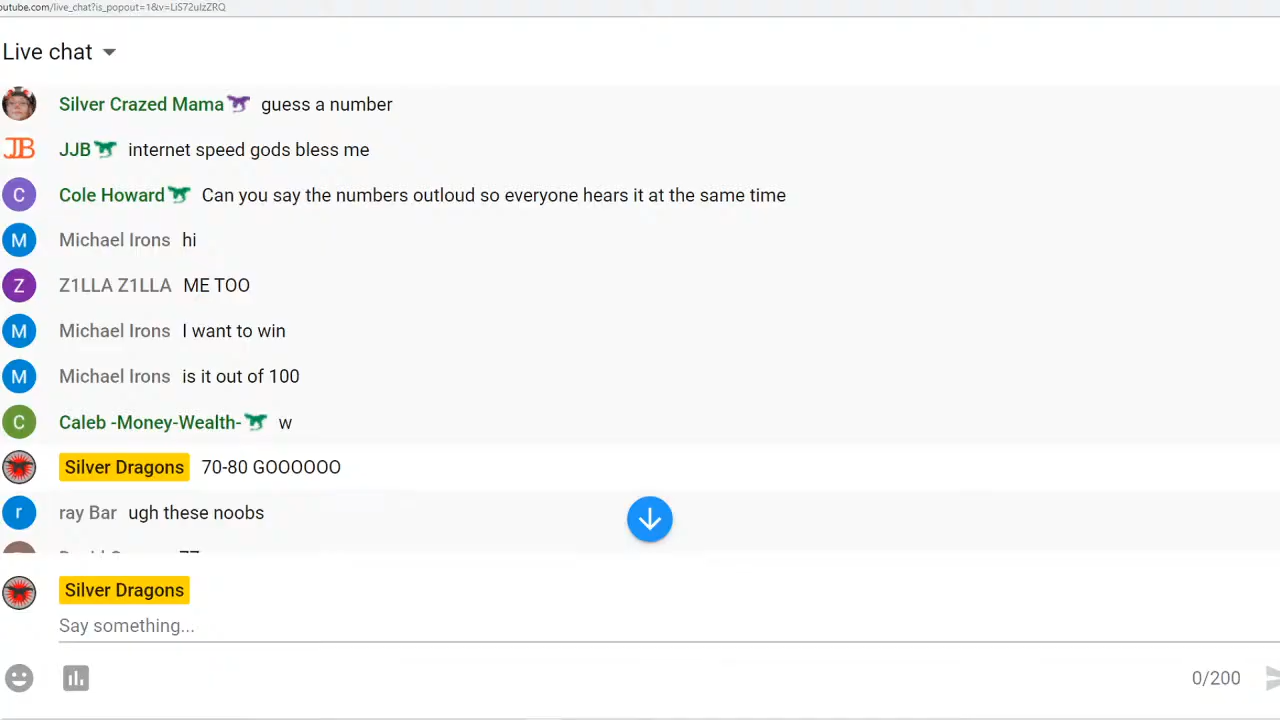 outube.com/live_chat?is_popout=1&v=LiS72uIzZRQ
Live chat
Silver Crazed Mama guess a number
JJB JJB internet speed gods bless me
C Cole Howard Can you say the numbers outloud so everyone hears it at the same time
M Michael Irons hi
Z Z1LLA Z1LLA ME TOO
M Michael Irons I want to win
M Michael Irons is it out of 100
C Caleb -Money-Wealth- w
Silver Dragons 70-80 GOOOOOO
r ray Bar ugh these noobs
Silver Dragons
Say something...
0/200